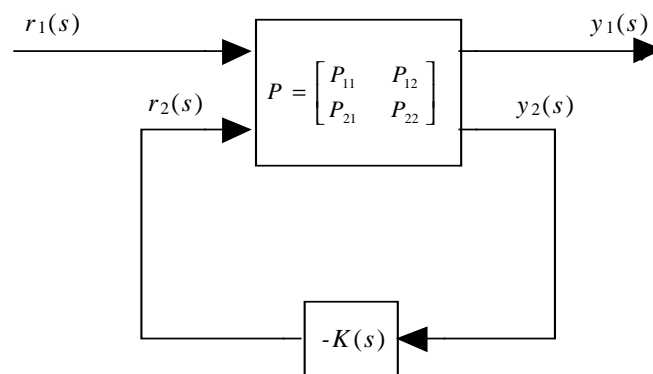 r₁(s) y₁(s)
P = [ P₁₁ P₁₂
P₂₁ P₂₂ ]
r₂(s) y₂(s)
-K(s)